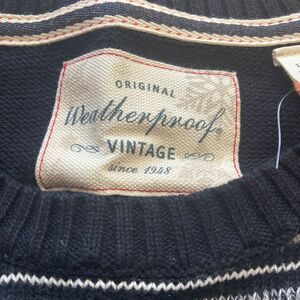 ORIGINAL
Weatherproof®
VINTAGE
since 1948